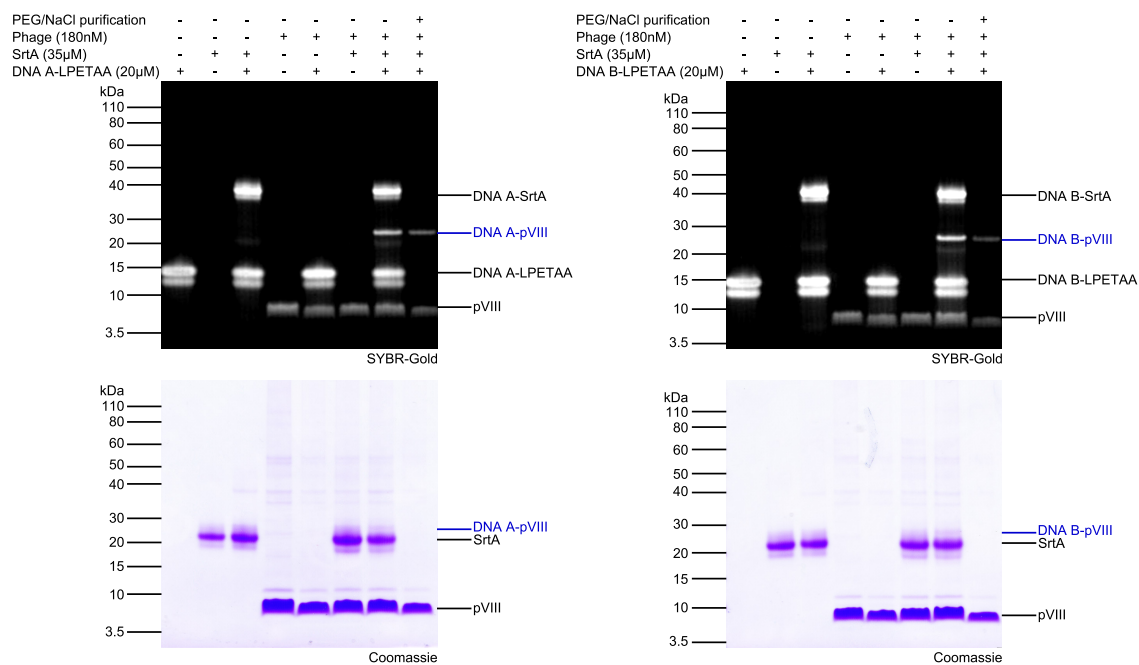 PEG/NaCl purification - - - - - - - +
Phage (180nM) - - - + + + + +
SrtA (35µM) - + + - - + + +
DNA A-LPETAA (20µM) + - + - + - + +
kDa
110
80
60
50
40
30
20
15
10
3.5
DNA A-SrtA
DNA A-pVIII
DNA A-LPETAA
pVIII
SYBR-Gold
kDa
110
80
60
50
40
30
20
15
10
3.5
DNA A-pVIII
SrtA
pVIII
Coomassie
PEG/NaCl purification - - - - - - - +
Phage (180nM) - - - + + + + +
SrtA (35µM) - + + - - + + +
DNA B-LPETAA (20µM) + - + - + - + +
kDa
110
80
60
50
40
30
20
15
10
3.5
DNA B-SrtA
DNA B-pVIII
DNA B-LPETAA
pVIII
SYBR-Gold
kDa
110
80
60
50
40
30
20
15
10
3.5
DNA B-pVIII
SrtA
pVIII
Coomassie